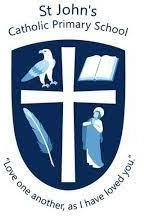 St John's
Catholic Primary School
"Love one another, as I have loved you."